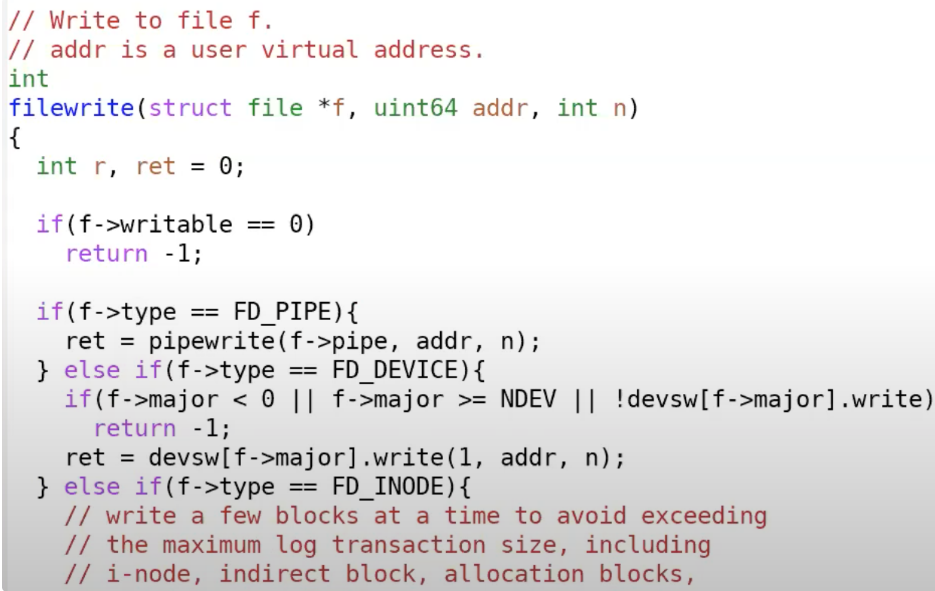 // Write to file f.
// addr is a user virtual address.
int
filewrite(struct file *f, uint64 addr, int n)
{
  int r, ret = 0;

  if(f->writable == 0)
    return -1;

  if(f->type == FD_PIPE){
    ret = pipewrite(f->pipe, addr, n);
  } else if(f->type == FD_DEVICE){
    if(f->major < 0 || f->major >= NDEV || !devsw[f->major].write)
      return -1;
    ret = devsw[f->major].write(1, addr, n);
  } else if(f->type == FD_INODE){
    // write a few blocks at a time to avoid exceeding
    // the maximum log transaction size, including
    // i-node, indirect block, allocation blocks,